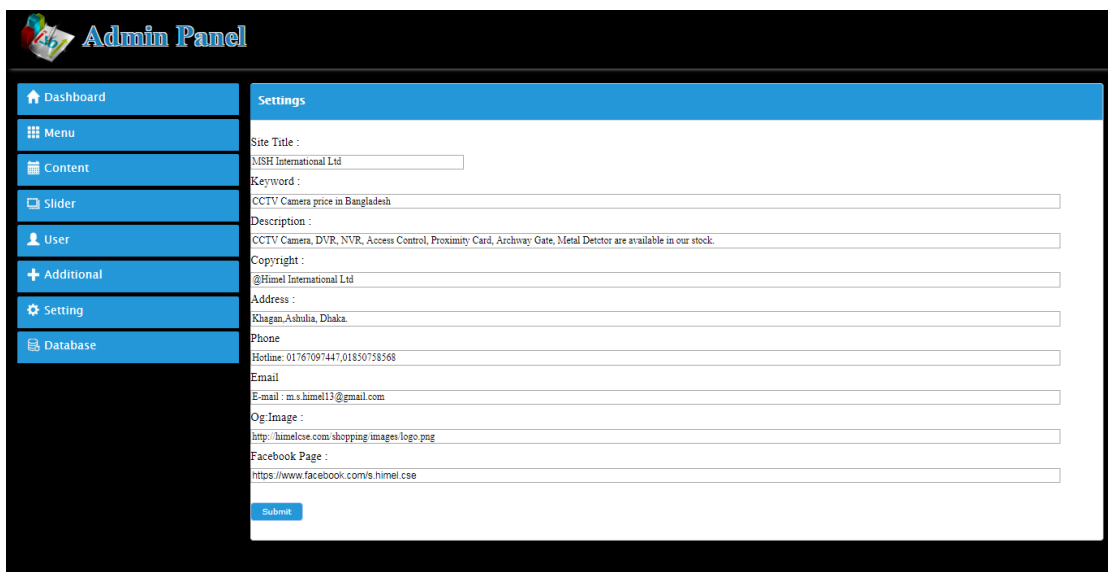 Admin Panel
Dashboard
Menu
Content
Slider
User
Additional
Setting
Database
Settings
Site Title :
MSH International Ltd
Keyword :
CCTV Camera price in Bangladesh
Description :
CCTV Camera, DVR, NVR, Access Control, Proximity Card, Archway Gate, Metal Detctor are available in our stock.
Copyright :
@Himel International Ltd
Address :
Khagan,Ashulia, Dhaka.
Phone
Hotline: 01767097447,01850758568
Email
E-mail : m.s.himel13@gmail.com
Og:Image :
http://himelcse.com/shopping/images/logo.png
Facebook Page :
https://www.facebook.com/s.himel.cse
Submit